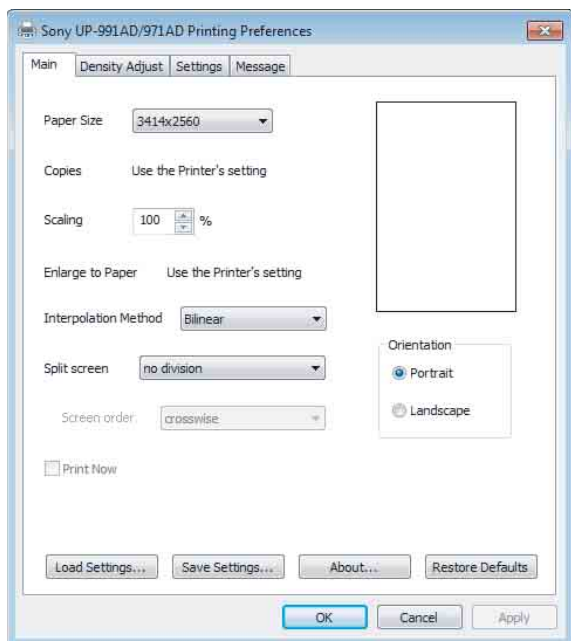 Sony UP-991AD/971AD Printing Preferences
Main Density Adjust Settings Message
Paper Size 3414x2560
Copies Use the Printer's setting
Scaling 100 %
Enlarge to Paper Use the Printer's setting
Interpolation Method Bilinear
Orientation
Split screen no division
Portrait
Screen order. crosswise
Landscape
Print Now
Load Settings... Save Settings... About... Restore Defaults
OK Cancel Apply